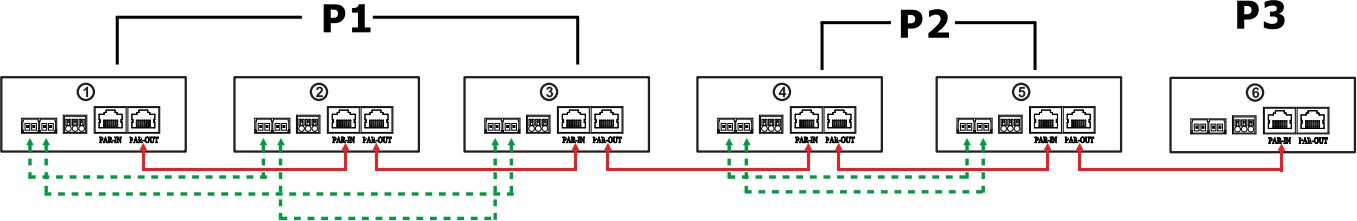 P1 P2 P3
① ② ③ ④ ⑤ ⑥
PAR-IN PAR-OUT PAR-IN PAR-OUT PAR-IN PAR-OUT PAR-IN PAR-OUT PAR-IN PAR-OUT PAR-IN PAR-OUT